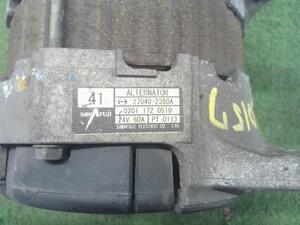 41
ALTERNATOR
27040-2380A
0201 172 0510
SAWAFUJI
24V 60A PT 0113
SAWAFUJI ELECTRIC CO LTD